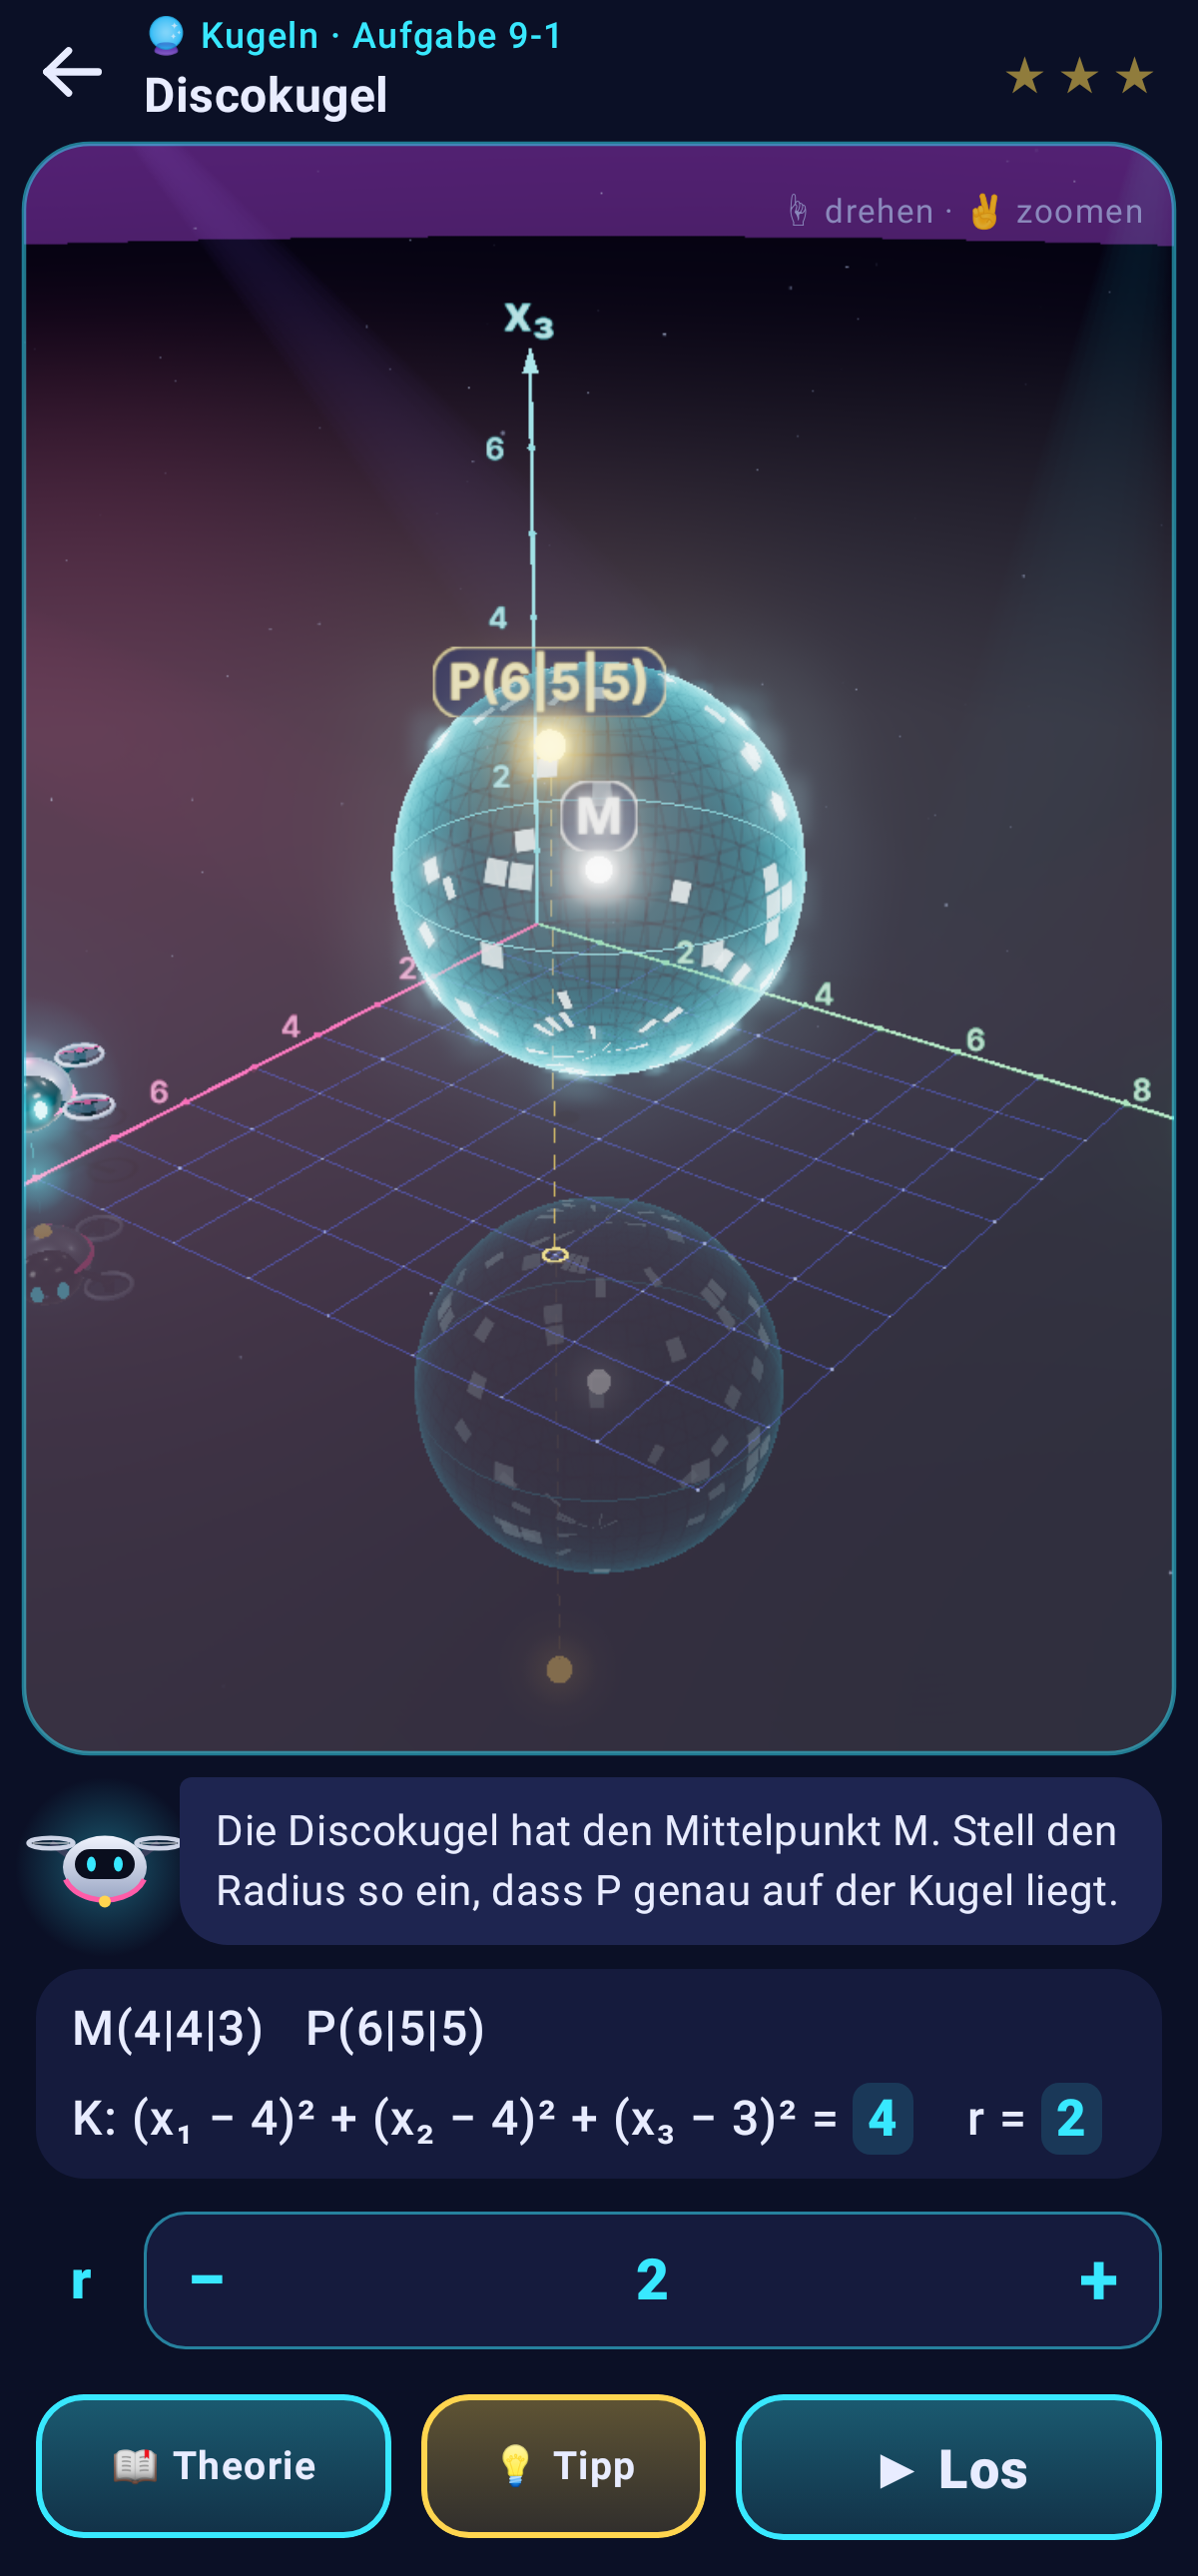 🔮 Kugeln · Aufgabe 9-1
Discokugel
★ ★ ★
☝ drehen · ✌ zoomen
x₃
6
4
P(6|5|5)
2
M
2
2
4
4
6
6
8
Die Discokugel hat den Mittelpunkt M. Stell den
Radius so ein, dass P genau auf der Kugel liegt.
M(4|4|3) P(6|5|5)
K: (x₁ − 4)² + (x₂ − 4)² + (x₃ − 3)² = 4 r = 2
r − 2 +
📖 Theorie
💡 Tipp
▶ Los